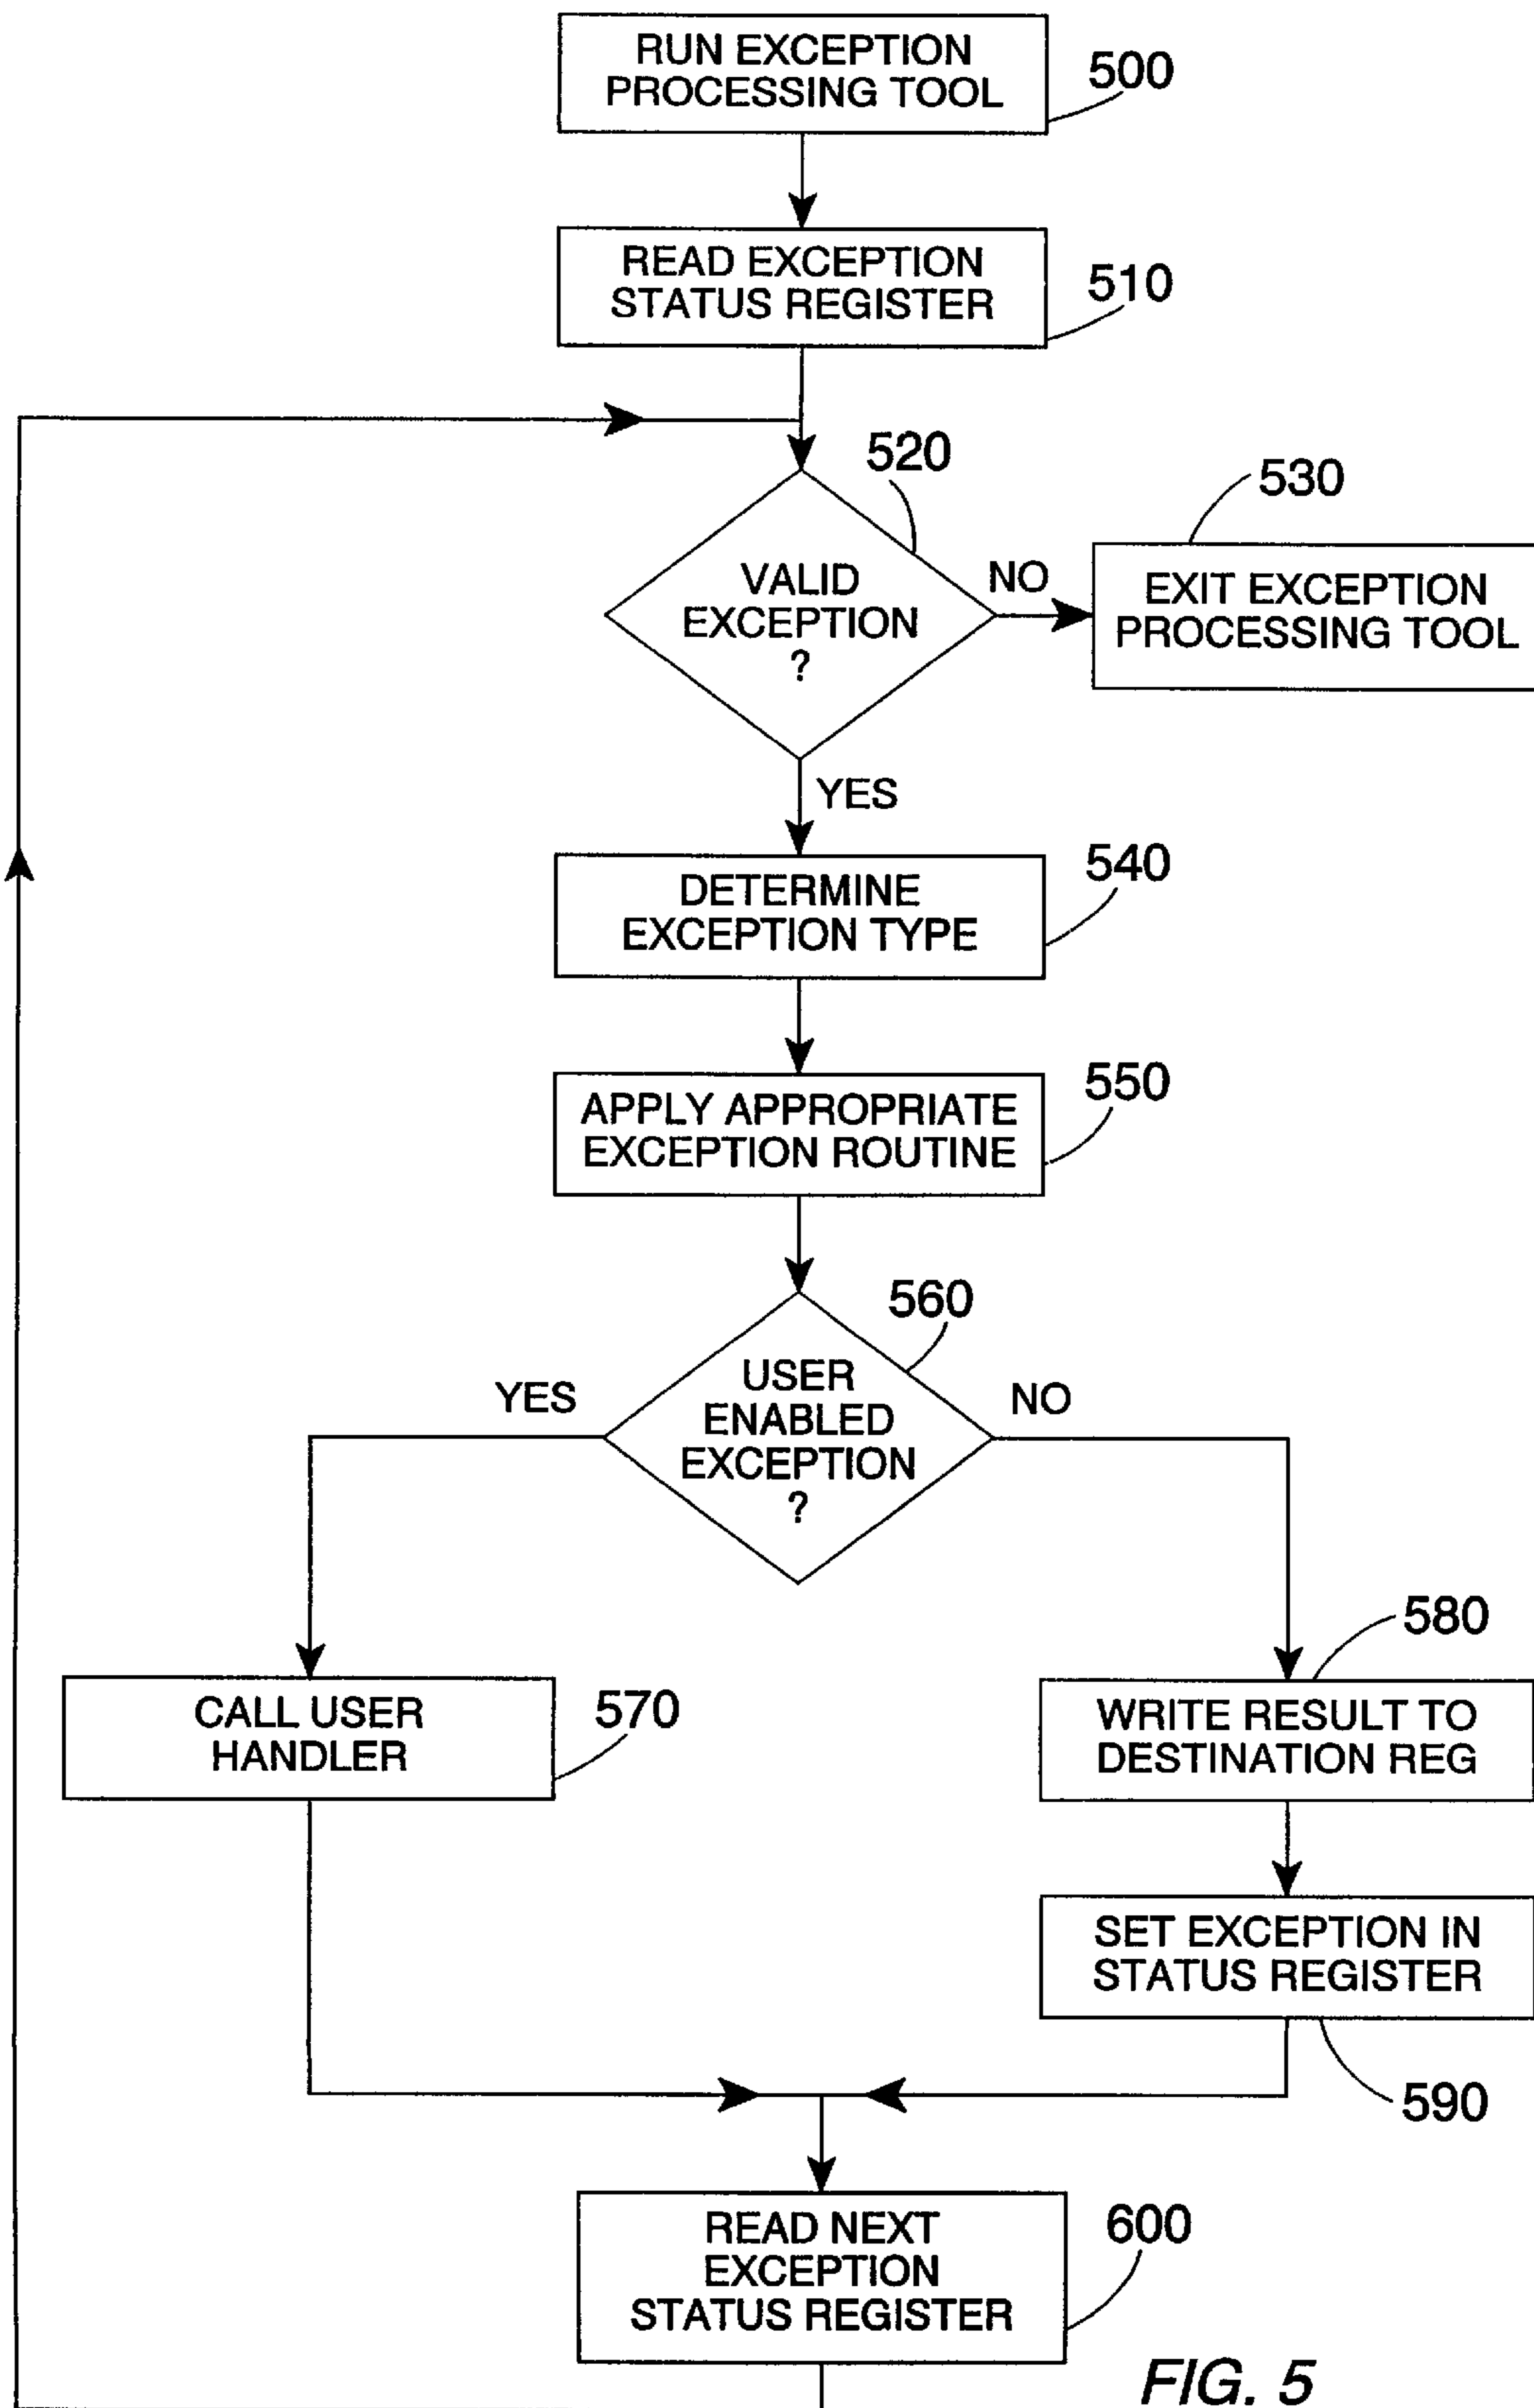 RUN EXCEPTION
PROCESSING TOOL
500
READ EXCEPTION
STATUS REGISTER
510
520
530
VALID
EXCEPTION
?
NO
EXIT EXCEPTION
PROCESSING TOOL
YES
DETERMINE
EXCEPTION TYPE
540
APPLY APPROPRIATE
EXCEPTION ROUTINE
550
560
YES
USER
ENABLED
EXCEPTION
?
NO
580
CALL USER
HANDLER
570
WRITE RESULT TO
DESTINATION REG
SET EXCEPTION IN
STATUS REGISTER
590
READ NEXT
EXCEPTION
STATUS REGISTER
600
FIG. 5